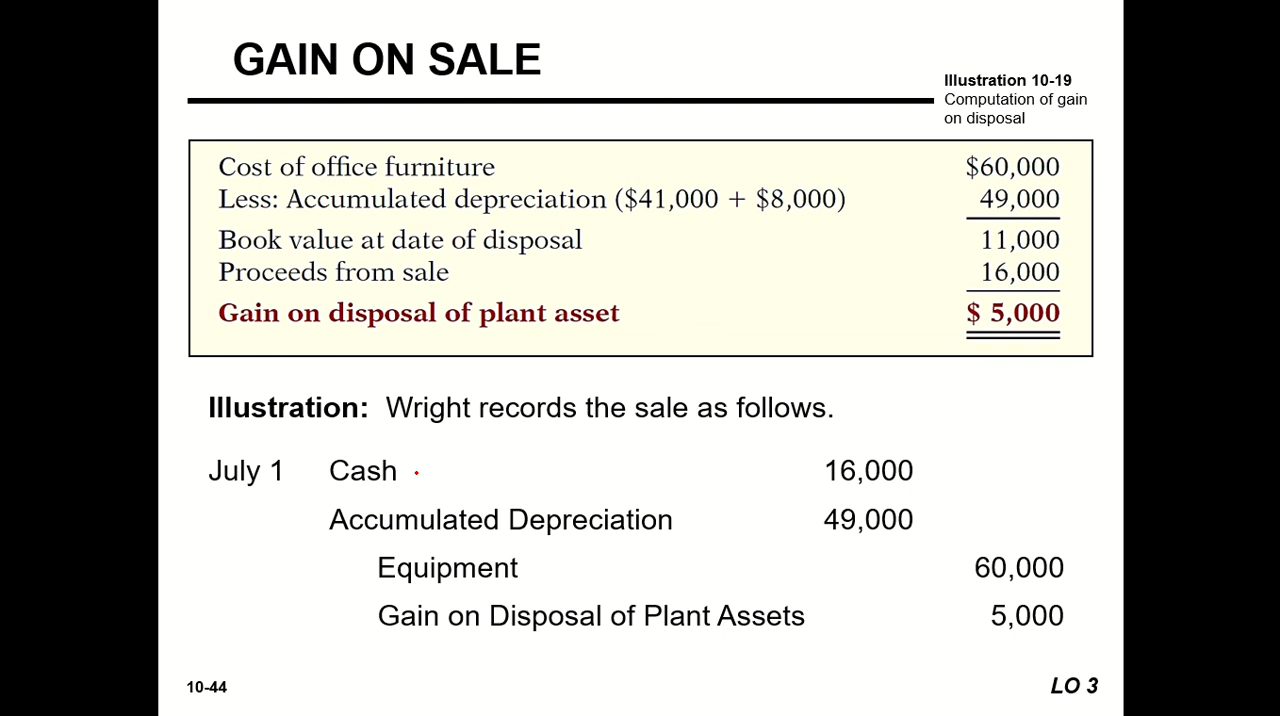 GAIN ON SALE
Illustration 10-19
Computation of gain
on disposal
Cost of office furniture $60,000
Less: Accumulated depreciation ($41,000 + $8,000) 49,000
Book value at date of disposal 11,000
Proceeds from sale 16,000
Gain on disposal of plant asset $ 5,000
Illustration: Wright records the sale as follows.
July 1 Cash 16,000
Accumulated Depreciation 49,000
Equipment 60,000
Gain on Disposal of Plant Assets 5,000
10-44 LO 3